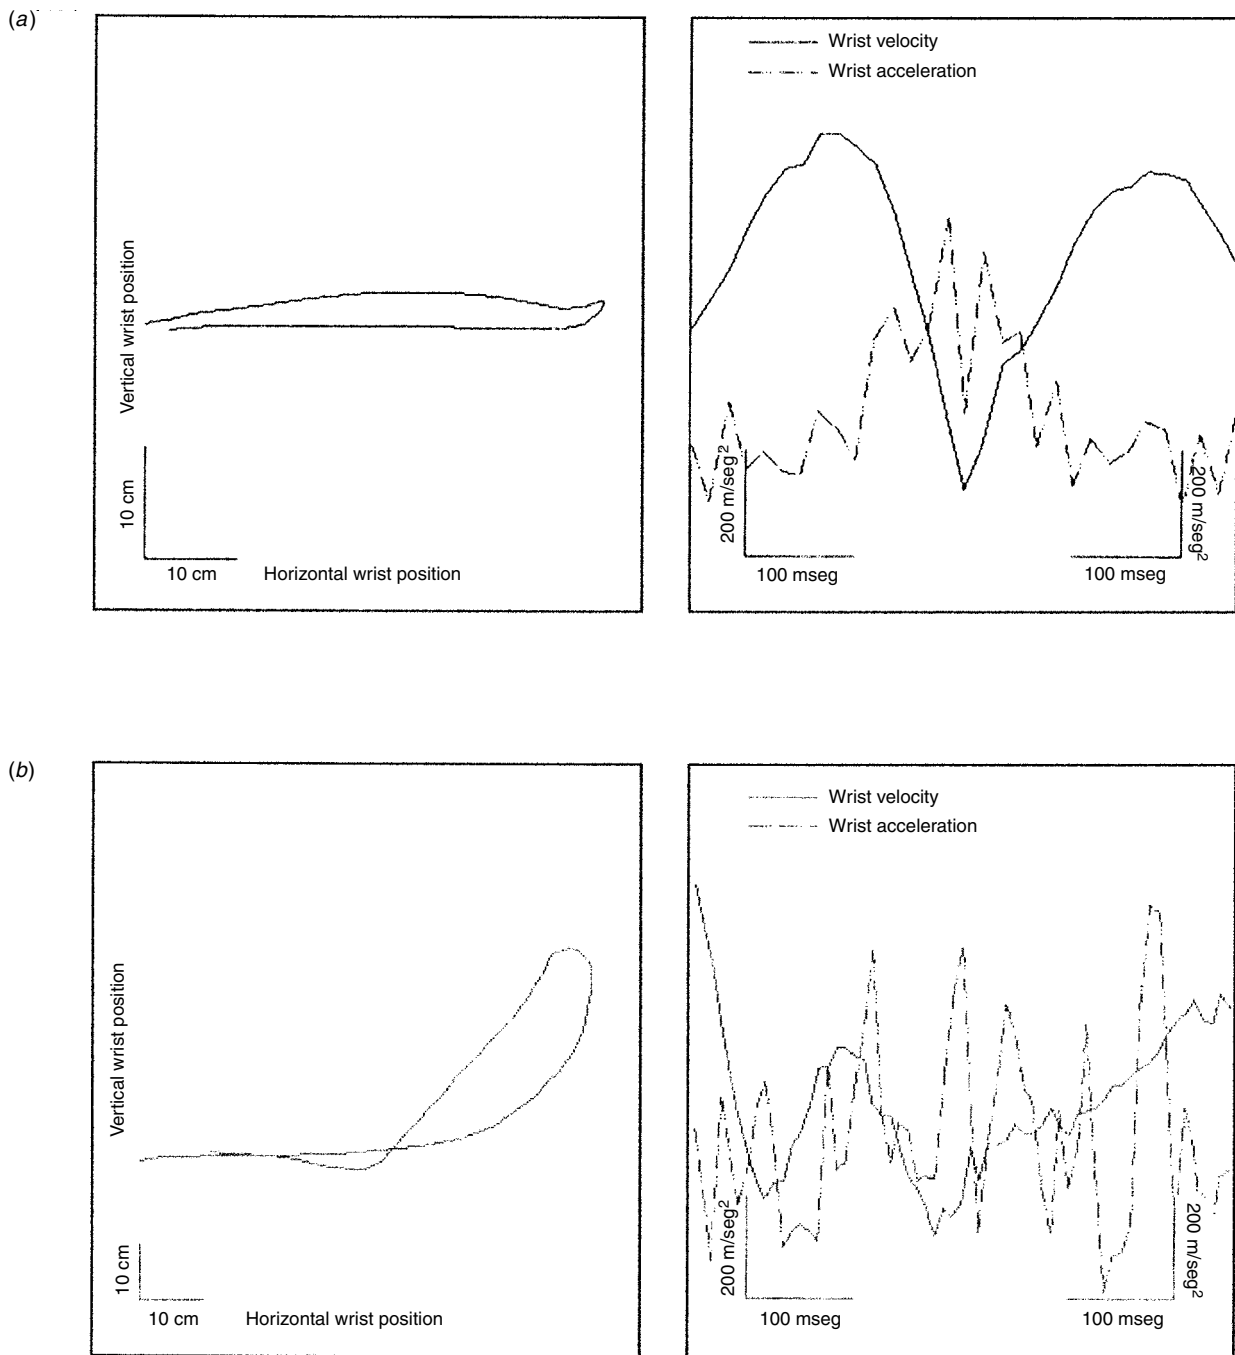 (a)
Vertical wrist position
10 cm
10 cm
Horizontal wrist position
Wrist velocity
Wrist acceleration
200 m/seg²
100 mseg
200 m/seg²
100 mseg
(b)
Vertical wrist position
10 cm
10 cm
Horizontal wrist position
Wrist velocity
Wrist acceleration
200 m/seg²
100 mseg
200 m/seg²
100 mseg